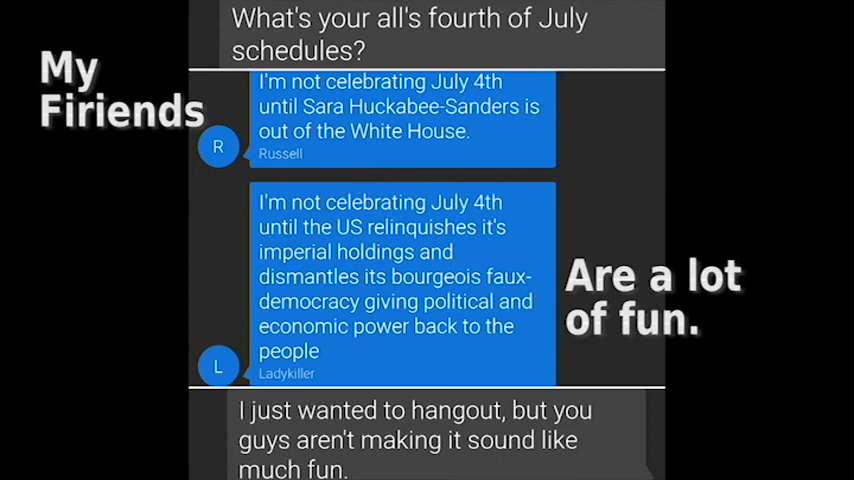 What's your all's fourth of July
schedules?
My
Firiends
I'm not celebrating July 4th
until Sara Huckabee-Sanders is
out of the White House.
R
Russell
I'm not celebrating July 4th
until the US relinquishes it's
imperial holdings and
dismantles its bourgeois faux-
democracy giving political and
economic power back to the
people
L
Ladykiller
Are a lot
of fun.
I just wanted to hangout, but you
guys aren't making it sound like
much fun.